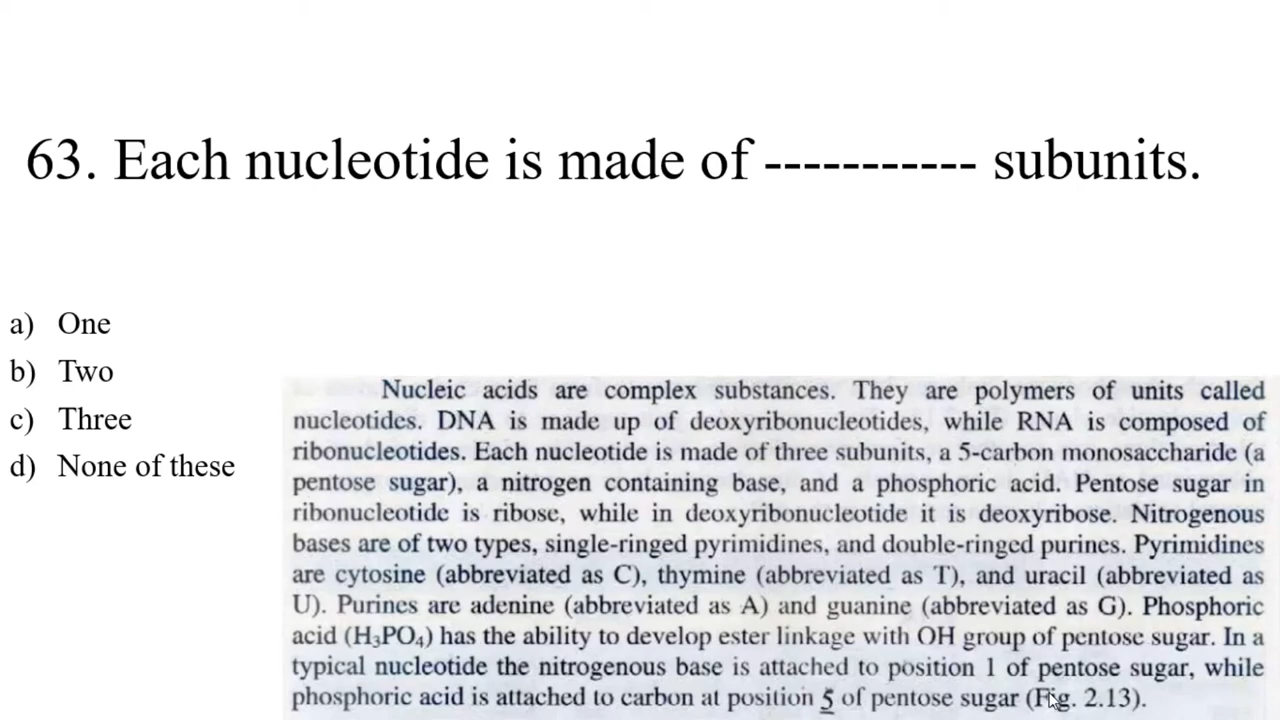 63. Each nucleotide is made of ----------- subunits.
a) One
b) Two
c) Three
d) None of these
Nucleic acids are complex substances. They are polymers of units called
nucleotides. DNA is made up of deoxyribonucleotides, while RNA is composed of
ribonucleotides. Each nucleotide is made of three subunits, a 5-carbon monosaccharide (a
pentose sugar), a nitrogen containing base, and a phosphoric acid. Pentose sugar in
ribonucleotide is ribose, while in deoxyribonucleotide it is deoxyribose. Nitrogenous
bases are of two types, single-ringed pyrimidines, and double-ringed purines. Pyrimidines
are cytosine (abbreviated as C), thymine (abbreviated as T), and uracil (abbreviated as
U). Purines are adenine (abbreviated as A) and guanine (abbreviated as G). Phosphoric
acid (H₃PO₄) has the ability to develop ester linkage with OH group of pentose sugar. In a
typical nucleotide the nitrogenous base is attached to position 1 of pentose sugar, while
phosphoric acid is attached to carbon at position 5 of pentose sugar (Fig. 2.13).